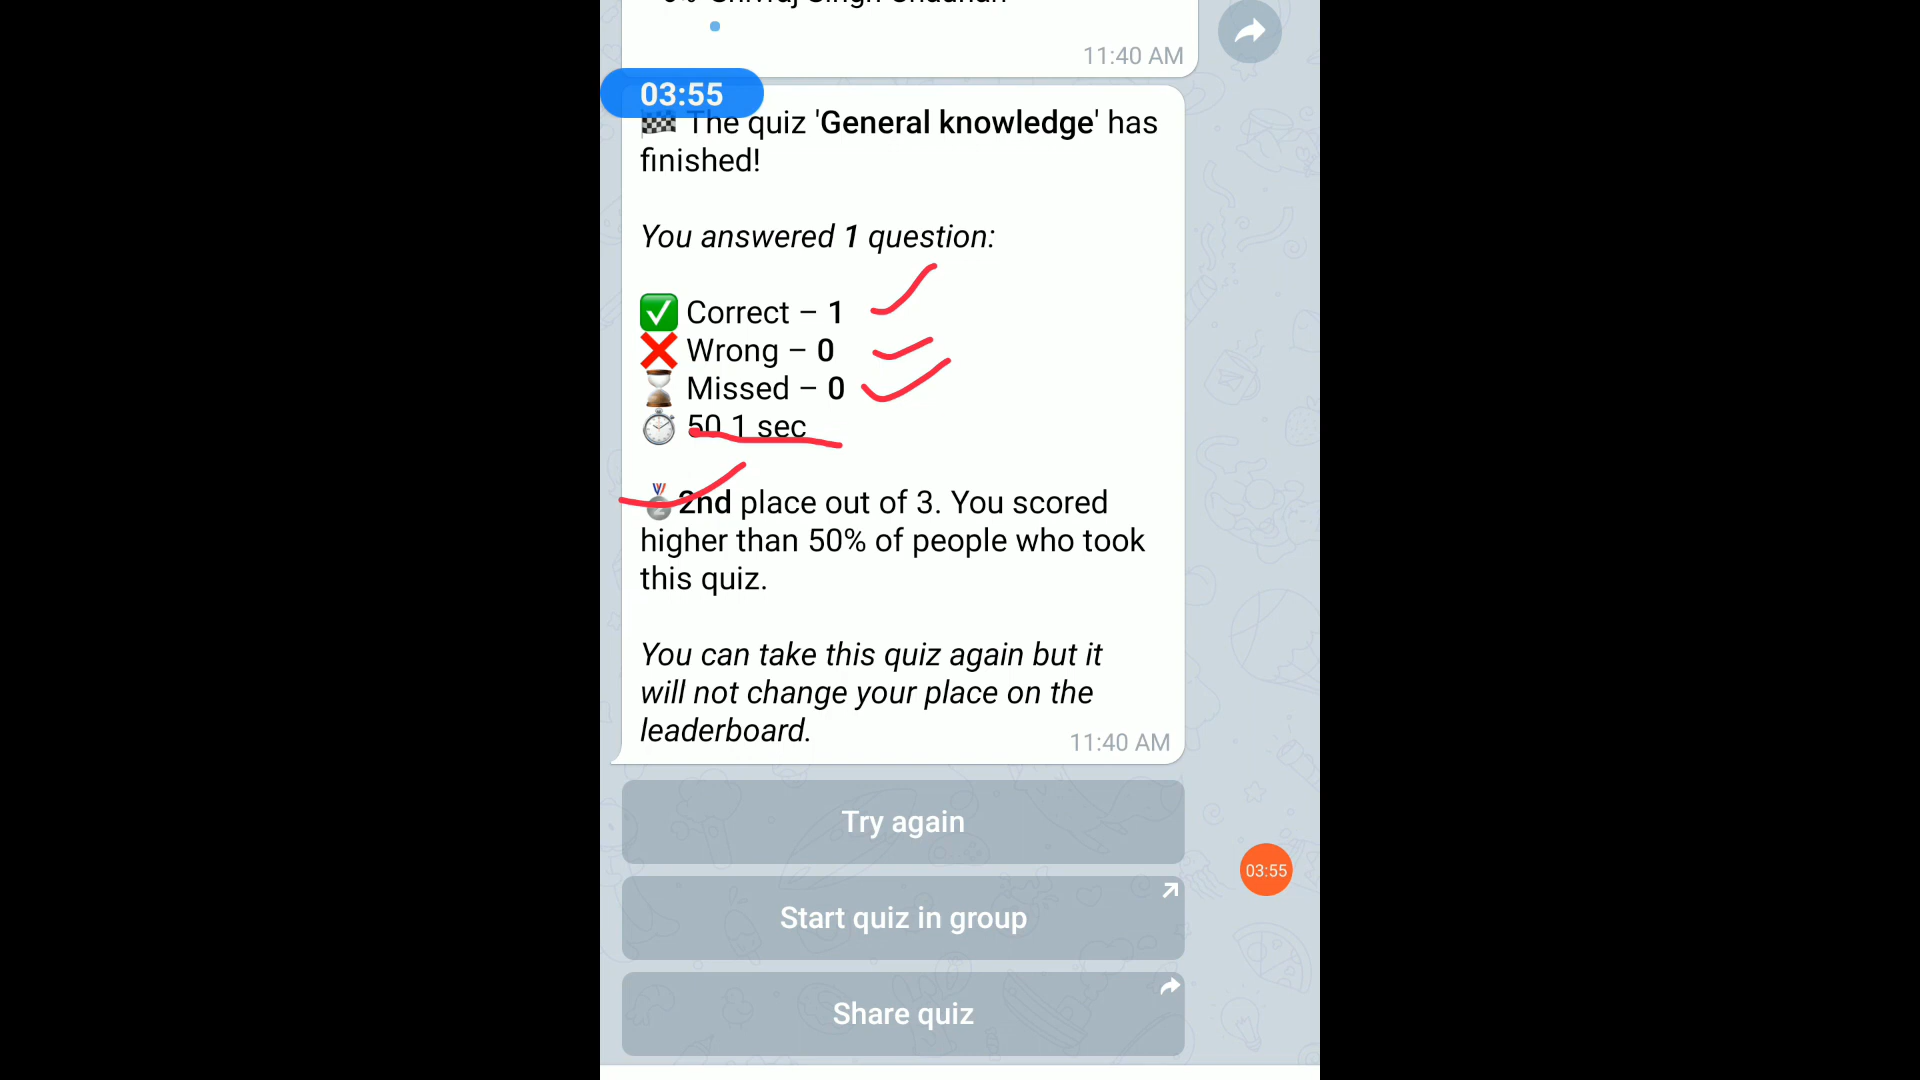 11:40 AM
03:55
The quiz 'General knowledge' has
finished!
You answered 1 question:
Correct – 1
Wrong – 0
Missed – 0
50.1 sec
2nd place out of 3. You scored
higher than 50% of people who took
this quiz.
You can take this quiz again but it
will not change your place on the
leaderboard.
11:40 AM
Try again
03:55
Start quiz in group
Share quiz